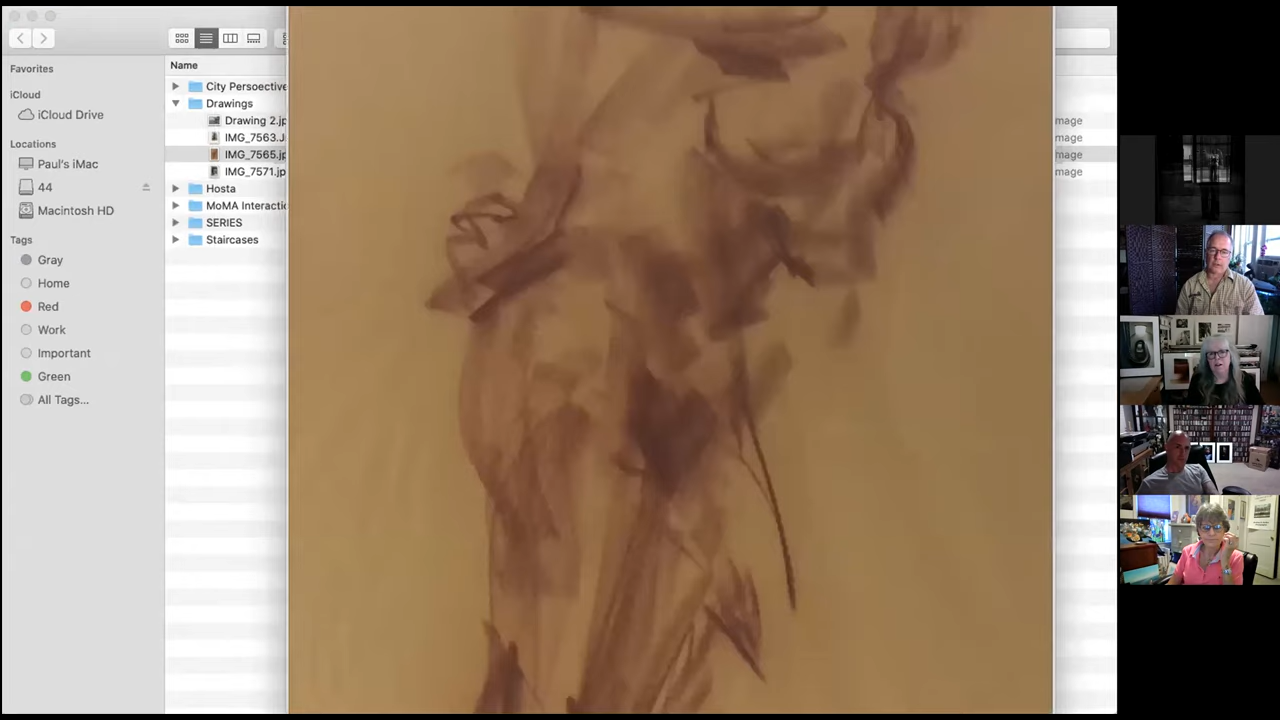 Favorites
iCloud
iCloud Drive
Locations
Paul's iMac
44
Macintosh HD
Tags
Gray
Home
Red
Work
Important
Green
All Tags...
Name
City Persoective
Drawings
Drawing 2.jp
IMG_7563.J
IMG_7565.jp
IMG_7571.jp
Hosta
MoMA Interactio
SERIES
Staircases
mage
mage
mage